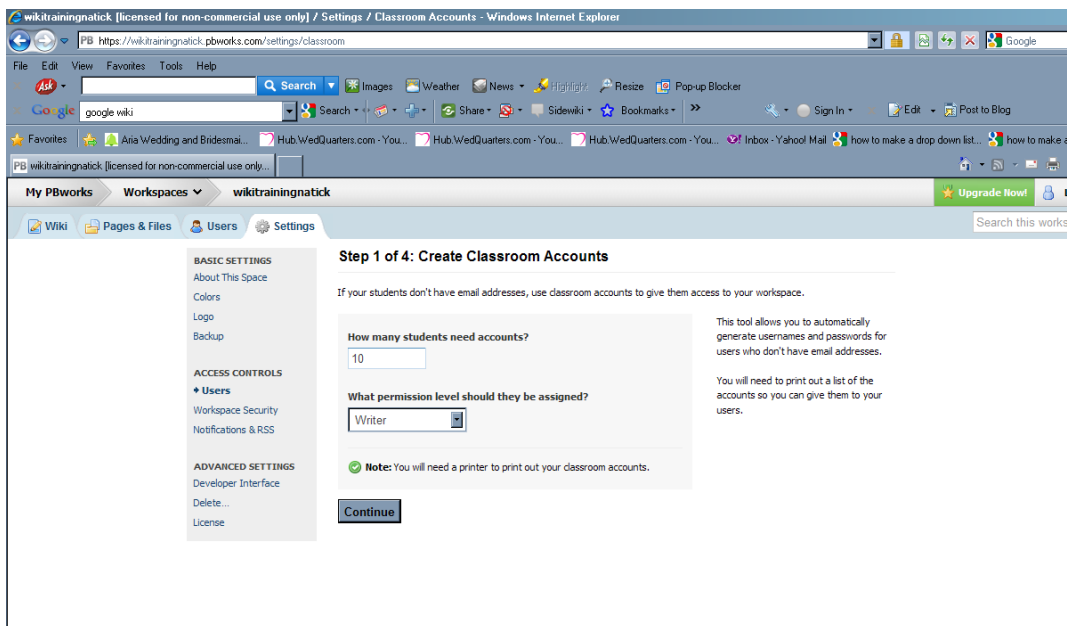 wikitrainingnatick [licensed for non-commercial use only] / Settings / Classroom Accounts - Windows Internet Explorer
PB https://wikitrainingnatick.pbworks.com/settings/classroom
Google
File Edit View Favorites Tools Help
Ask Search Images Weather News Highlight Resize Pop-up Blocker
Google google wiki Search Share Sidewiki Bookmarks >> Sign In Edit Post to Blog
Favorites Aria Wedding and Bridesmai... Hub.WedQuarters.com - You... Hub.WedQuarters.com - You... Hub.WedQuarters.com - You... Inbox - Yahoo! Mail how to make a drop down list... how to make a
PB wikitrainingnatick [licensed for non-commercial use only...
My PBworks Workspaces wikitrainingnatick Upgrade Now!
Wiki Pages & Files Users Settings Search this works
BASIC SETTINGS
About This Space
Colors
Logo
Backup
ACCESS CONTROLS
Users
Workspace Security
Notifications & RSS
ADVANCED SETTINGS
Developer Interface
Delete...
License
Step 1 of 4: Create Classroom Accounts
If your students don't have email addresses, use classroom accounts to give them access to your workspace.
How many students need accounts?
10
What permission level should they be assigned?
Writer
Note: You will need a printer to print out your classroom accounts.
Continue
This tool allows you to automatically
generate usernames and passwords for
users who don't have email addresses.
You will need to print out a list of the
accounts so you can give them to your
users.